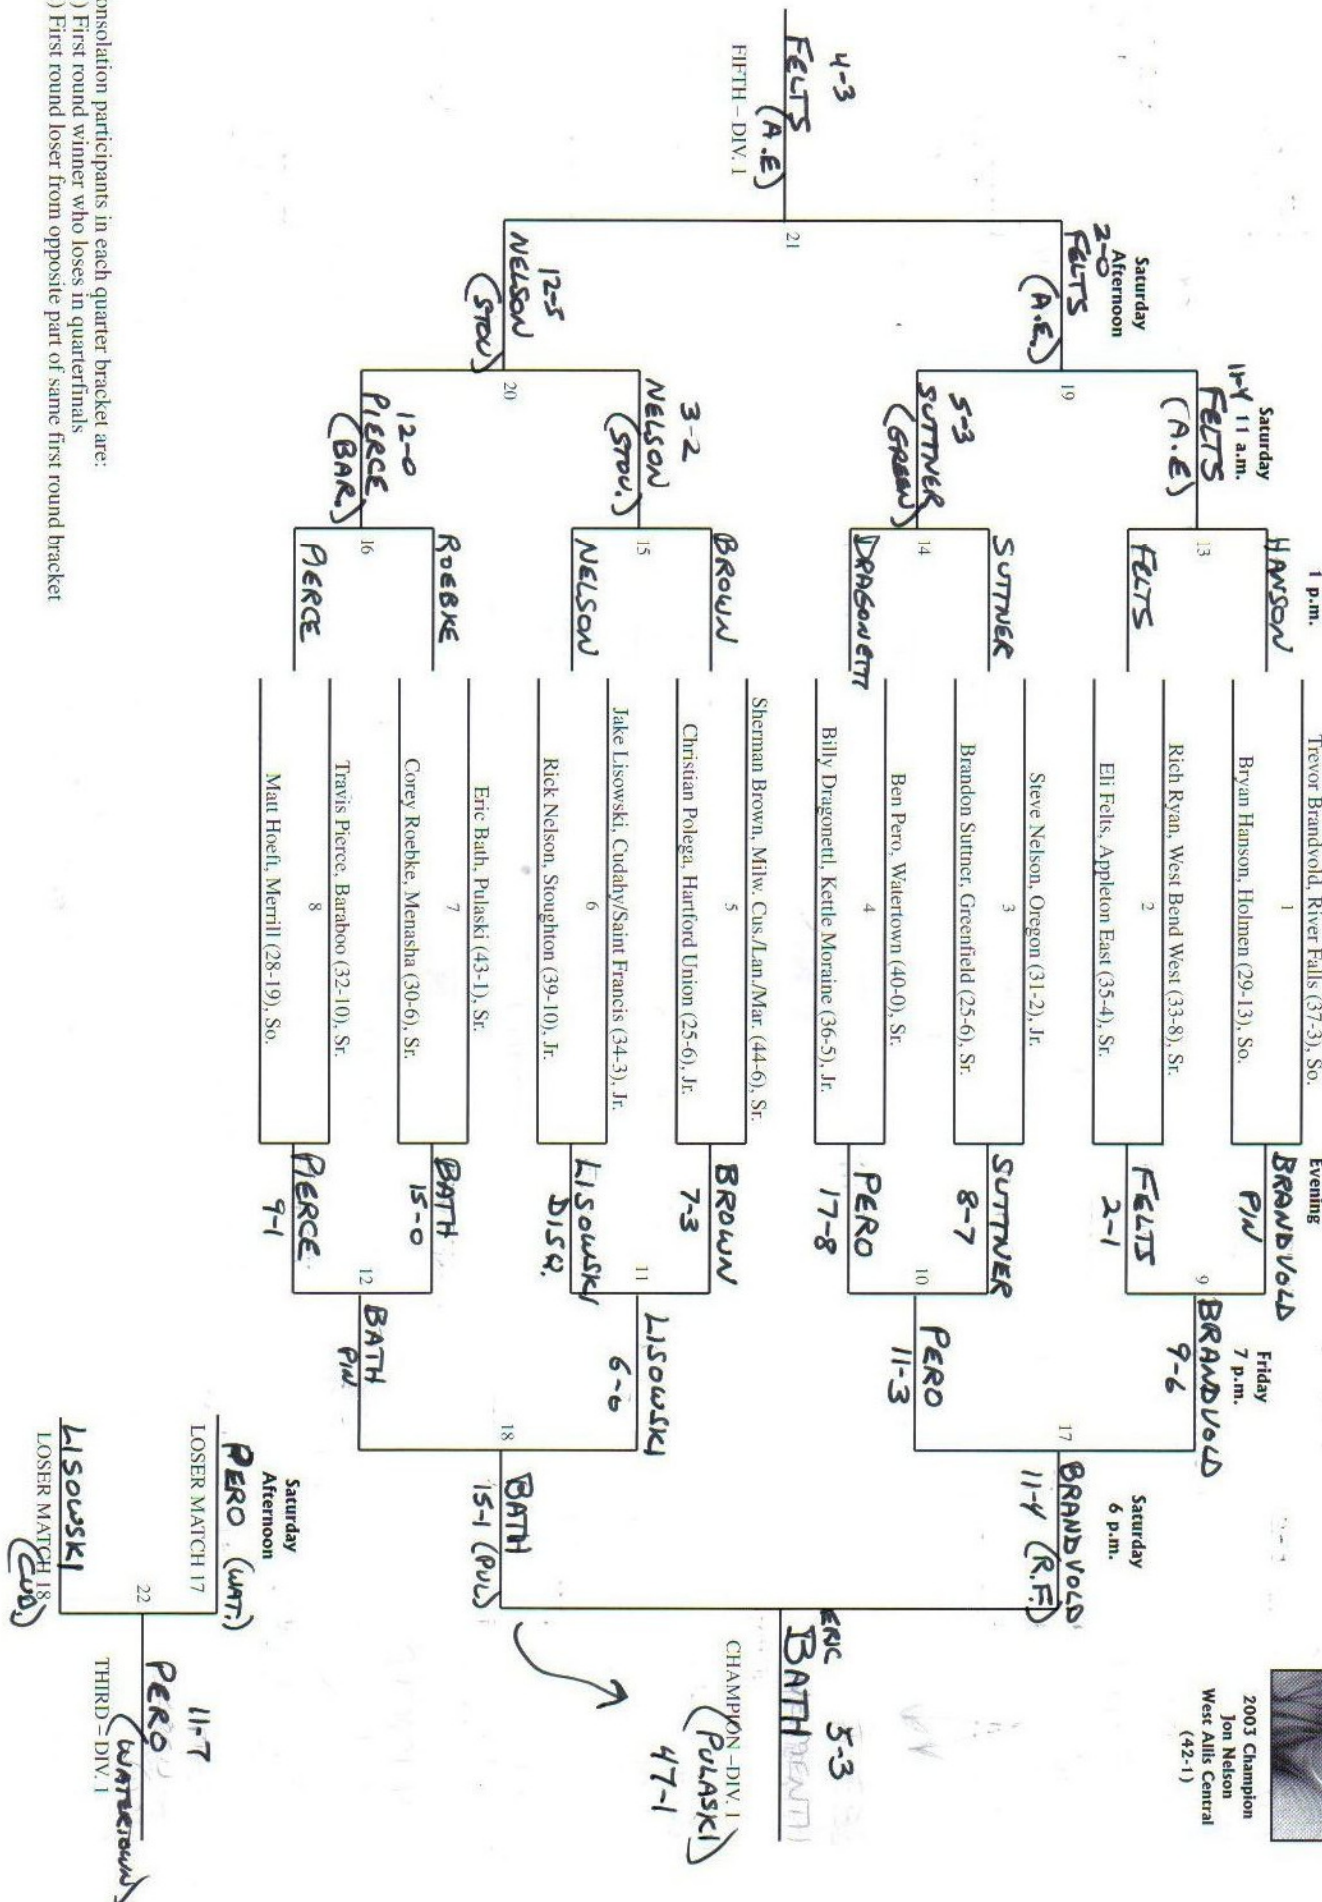 1 p.m.
Evening
Trevor Brandvold, River Falls (37-3), So.
1
Bryan Hanson, Holmen (29-13), So.
Rich Ryan, West Bend West (33-8), Sr.
2
Eli Felts, Appleton East (35-4), Sr.
Steve Nelson, Oregon (31-2), Jr.
3
Brandon Suttner, Greenfield (25-6), Sr.
Ben Pero, Watertown (40-0), Sr.
4
Billy Dragonetti, Kettle Moraine (36-5), Jr.
Sherman Brown, Milw. Cus./Lan./Mar. (44-6), Sr.
5
Christian Polega, Hartford Union (25-6), Jr.
Jake Lisowski, Cudahy/Saint Francis (34-3), Jr.
6
Rick Nelson, Stoughton (39-10), Jr.
Eric Bath, Pulaski (43-1), Sr.
7
Corey Roebke, Menasha (30-6), Sr.
Travis Pierce, Baraboo (32-10), Sr.
8
Matt Hoeft, Merrill (28-19), So.
BRANDVOLD
PIN
FELTS
2-1
SUTTNER
8-7
PERO
17-8
BROWN
7-3
LISOWSKI
DISQ.
BATH
15-0
PIERCE
9-1
Friday
7 p.m.
9
BRANDVOLD
9-6
10
PERO
11-3
11
LISOWSKI
6-0
12
BATH
PIN
Saturday
6 p.m.
17
BRANDVOLD
11-4 (R.F.)
18
BATH
15-1 (PUL)
ERIC
BATH 5-3
CHAMPION – DIV. 1
(PULASKI)
47-1
2003 Champion
Jon Nelson
West Allis Central
(42-1)
Saturday
Afternoon
PERO (WAT.)
LOSER MATCH 17
22
LISOWSKI
LOSER MATCH 18
(CUD.)
11-7
PERO
(WATERTOWN)
THIRD – DIV. 1
HANSON
13
FELTS
SUTTNER
14
DRAGONETTI
BROWN
15
NELSON
ROEBKE
16
PIERCE
Saturday
11 a.m.
11-4
FELTS
(A.E)
5-3
SUTTNER
(GREEN)
3-2
NELSON
(STOU.)
12-0
PIERCE
(BAR.)
Saturday
Afternoon
2-0
FELTS
(A.E.)
19
12-5
NELSON
(STOU)
20
21
4-3
FELTS
(A.E)
FIFTH – DIV. 1
onsolation participants in each quarter bracket are:
) First round winner who loses in quarterfinals
) First round loser from opposite part of same first round bracket